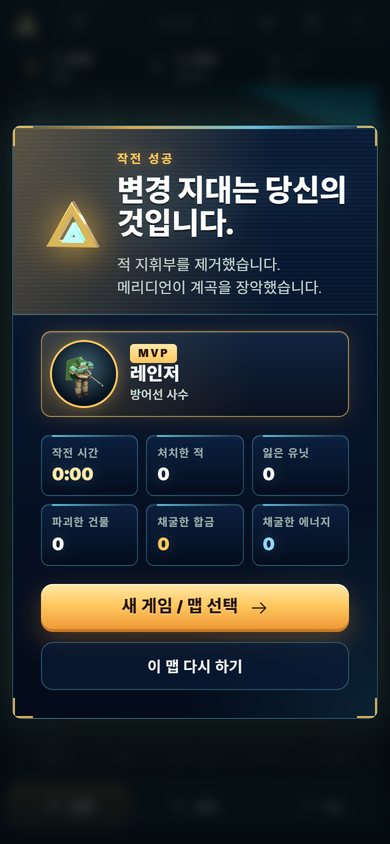 작전 성공
변경 지대는 당신의
것입니다.
적 지휘부를 제거했습니다.
메리디언이 계곡을 장악했습니다.
MVP
레인저
방어선 사수
작전 시간
0:00
처치한 적
0
잃은 유닛
0
파괴한 건물
0
채굴한 합금
0
채굴한 에너지
0
새 게임 / 맵 선택 →
이 맵 다시 하기